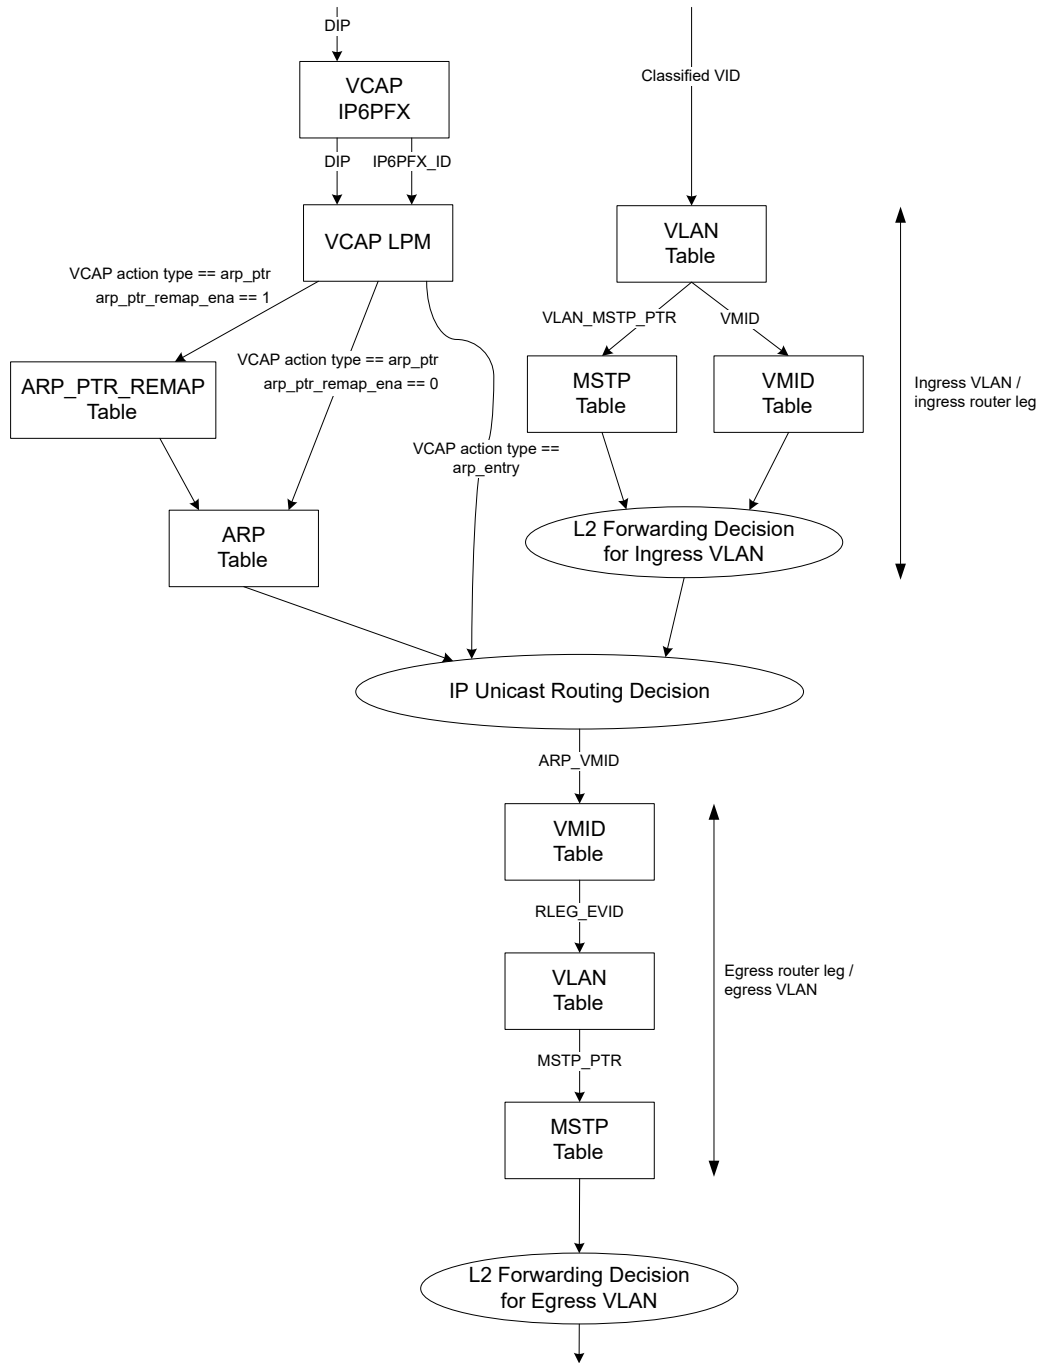 DIP
Classified VID
VCAP
IP6PFX
DIP
IP6PFX_ID
VCAP LPM
VLAN
Table
VCAP action type == arp_ptr
arp_ptr_remap_ena == 1
VLAN_MSTP_PTR
VMID
VCAP action type == arp_ptr
arp_ptr_remap_ena == 0
ARP_PTR_REMAP
Table
MSTP
Table
VMID
Table
Ingress VLAN /
ingress router leg
VCAP action type ==
arp_entry
ARP
Table
L2 Forwarding Decision
for Ingress VLAN
IP Unicast Routing Decision
ARP_VMID
VMID
Table
RLEG_EVID
VLAN
Table
Egress router leg /
egress VLAN
MSTP_PTR
MSTP
Table
L2 Forwarding Decision
for Egress VLAN